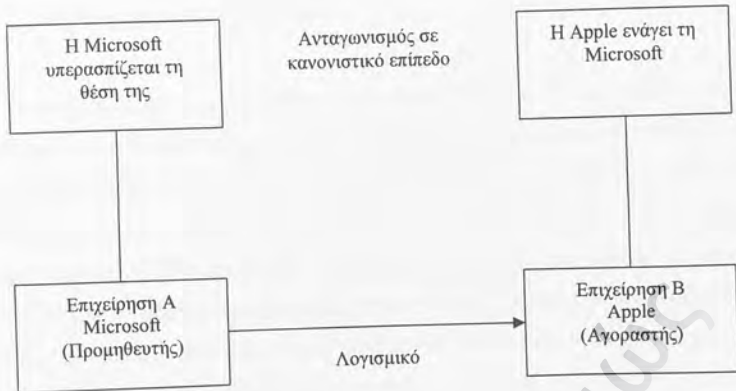 Η Microsoft
υπερασπίζεται τη
θέση της
Ανταγωνισμός σε
κανονιστικό επίπεδο
Η Apple ενάγει τη
Microsoft
Επιχείρηση Α
Microsoft
(Προμηθευτής)
Λογισμικό
Επιχείρηση Β
Apple
(Αγοραστής)